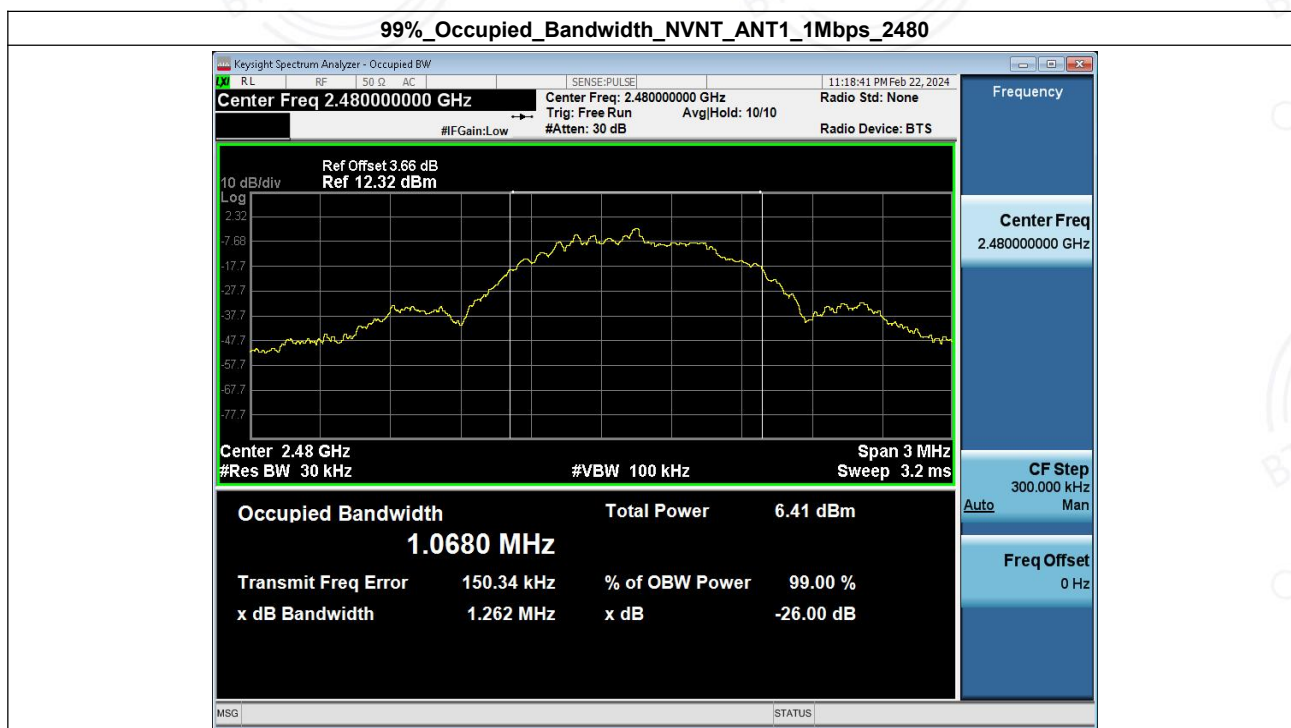 99%_Occupied_Bandwidth_NVNT_ANT1_1Mbps_2480
Keysight Spectrum Analyzer - Occupied BW
LXI RL RF 50 Ω AC SENSE:PULSE 11:18:41 PM Feb 22, 2024
Center Freq 2.480000000 GHz
Center Freq: 2.480000000 GHz Radio Std: None
Trig: Free Run Avg|Hold: 10/10
#IFGain:Low #Atten: 30 dB Radio Device: BTS
Ref Offset 3.66 dB
10 dB/div Ref 12.32 dBm
Log
2.32
-7.68
-17.7
-27.7
-37.7
-47.7
-57.7
-67.7
-77.7
Center 2.48 GHz Span 3 MHz
#Res BW 30 kHz #VBW 100 kHz Sweep 3.2 ms
Occupied Bandwidth Total Power 6.41 dBm
1.0680 MHz
Transmit Freq Error 150.34 kHz % of OBW Power 99.00 %
x dB Bandwidth 1.262 MHz x dB -26.00 dB
MSG STATUS
Frequency
Center Freq
2.480000000 GHz
CF Step
300.000 kHz
Auto Man
Freq Offset
0 Hz